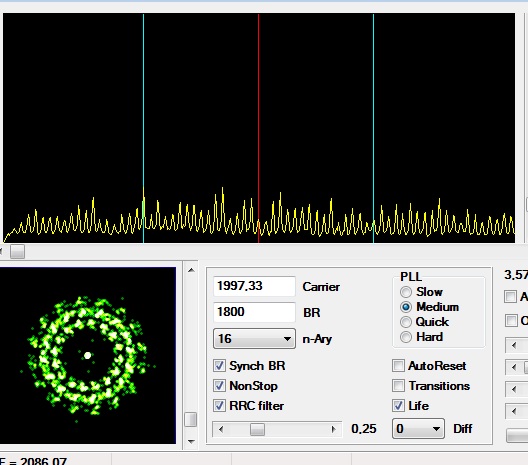 1997,33 Carrier
1800 BR
16 n-Ary
Synch BR
NonStop
RRC filter
0,25
PLL
Slow
Medium
Quick
Hard
AutoReset
Transitions
Life
0 Diff
3,57
A
= 2086,07